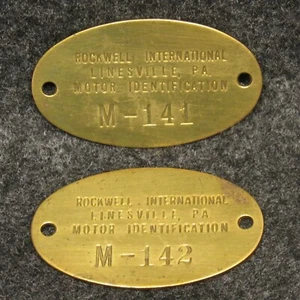 ROCKWELL INTERNATIONAL
LINESVILLE, PA.
MOTOR IDENTIFICATION
M-141
ROCKWELL INTERNATIONAL
LINESVILLE, PA
MOTOR IDENTIFICATION
M-142